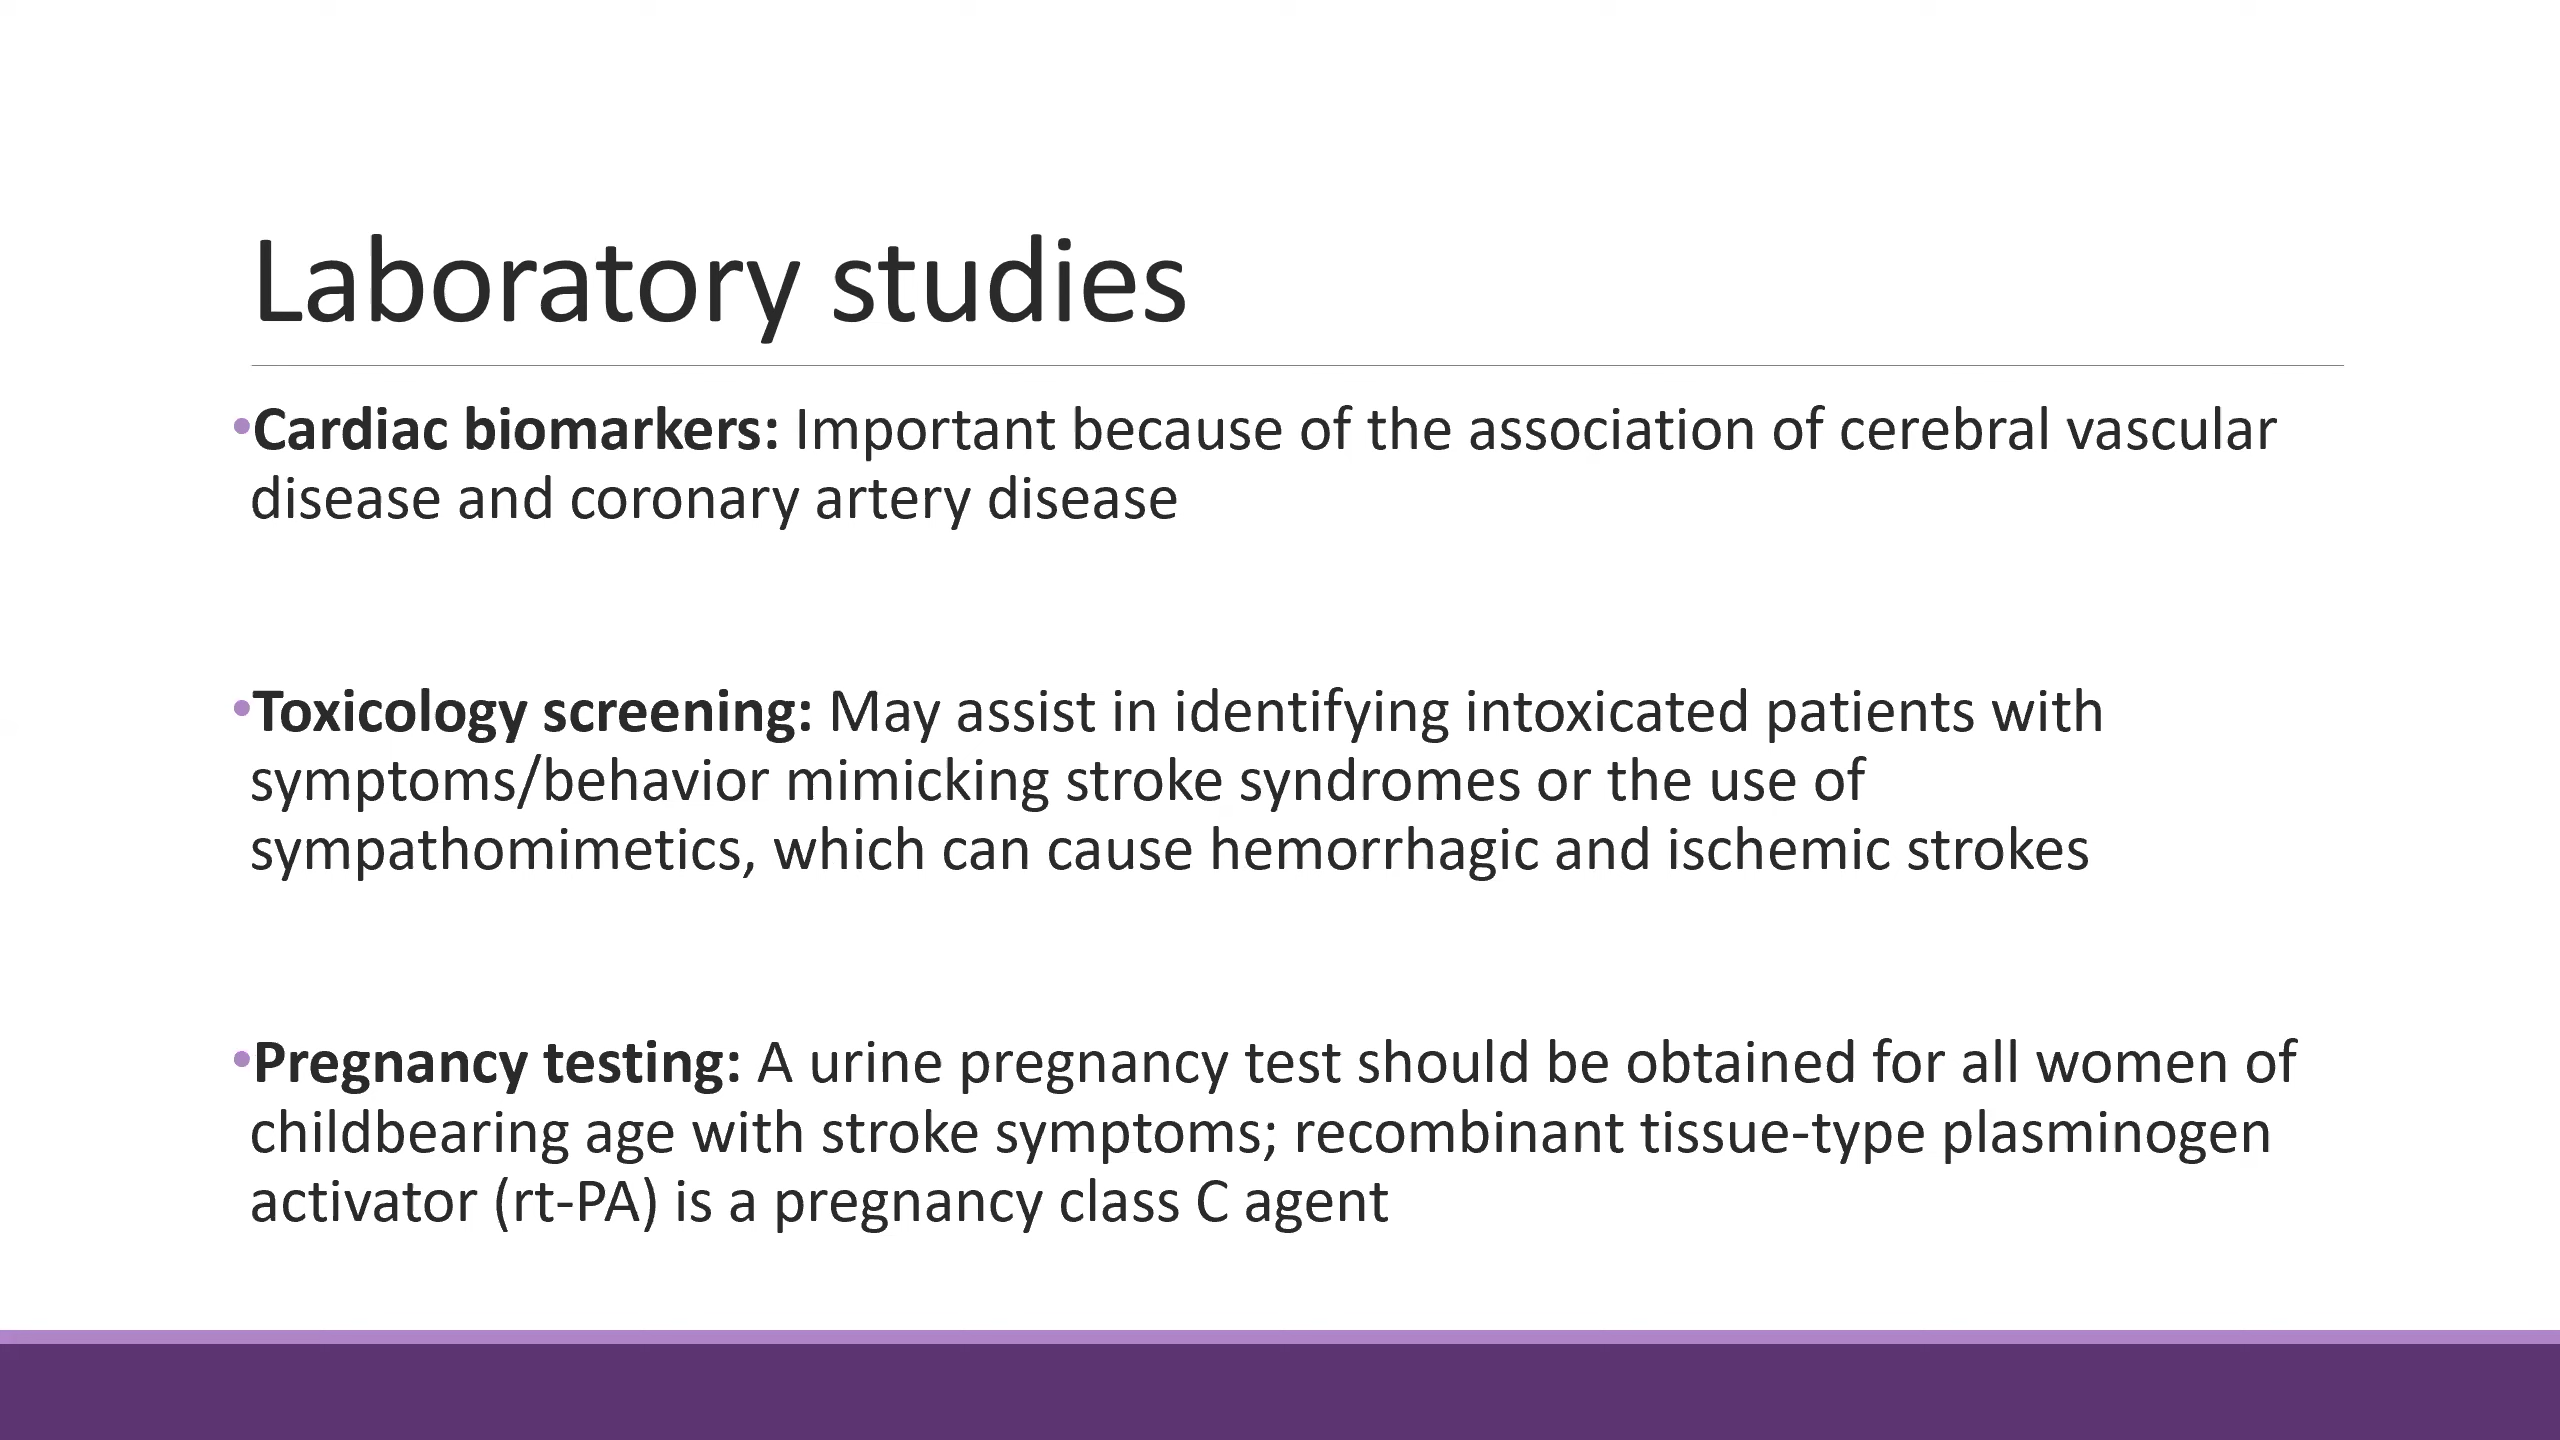 Laboratory studies
•Cardiac biomarkers: Important because of the association of cerebral vascular
disease and coronary artery disease
•Toxicology screening: May assist in identifying intoxicated patients with
symptoms/behavior mimicking stroke syndromes or the use of
sympathomimetics, which can cause hemorrhagic and ischemic strokes
•Pregnancy testing: A urine pregnancy test should be obtained for all women of
childbearing age with stroke symptoms; recombinant tissue-type plasminogen
activator (rt-PA) is a pregnancy class C agent